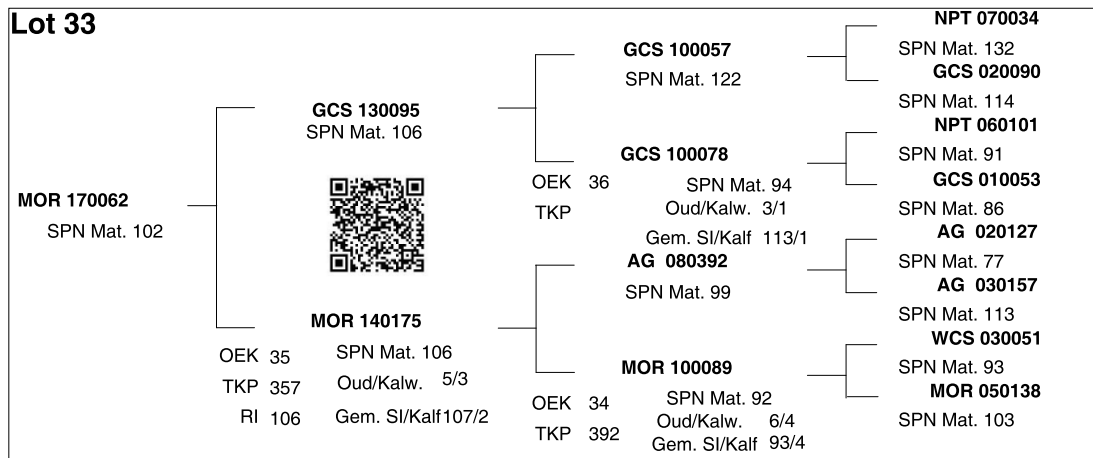 Lot 33
MOR 170062
SPN Mat. 102
GCS 130095
SPN Mat. 106
MOR 140175
OEK 35 SPN Mat. 106
TKP 357 Oud/Kalw. 5/3
RI 106 Gem. SI/Kalf 107/2
GCS 100057
SPN Mat. 122
GCS 100078
OEK 36 SPN Mat. 94
TKP Oud/Kalw. 3/1
Gem. SI/Kalf 113/1
AG 080392
SPN Mat. 99
MOR 100089
OEK 34 SPN Mat. 92
TKP 392 Oud/Kalw. 6/4
Gem. SI/Kalf 93/4
NPT 070034
SPN Mat. 132
GCS 020090
SPN Mat. 114
NPT 060101
SPN Mat. 91
GCS 010053
SPN Mat. 86
AG 020127
SPN Mat. 77
AG 030157
SPN Mat. 113
WCS 030051
SPN Mat. 93
MOR 050138
SPN Mat. 103